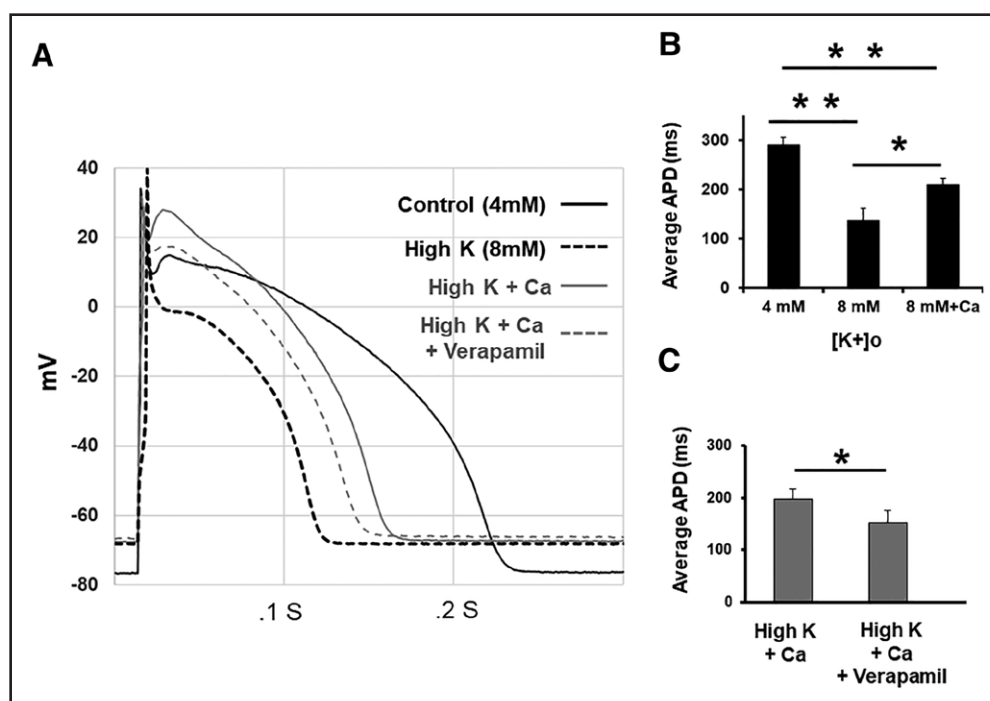 A
40
20
0
-20
-40
-60
-80
mV
Control (4mM)
High K (8mM)
High K + Ca
High K + Ca
+ Verapamil
.1 S
.2 S
B
* *
* *
*
300
200
100
0
Average APD (ms)
4 mM
8 mM
8 mM+Ca
[K+]o
C
*
300
200
100
0
Average APD (ms)
High K
+ Ca
High K
+ Ca
+ Verapamil